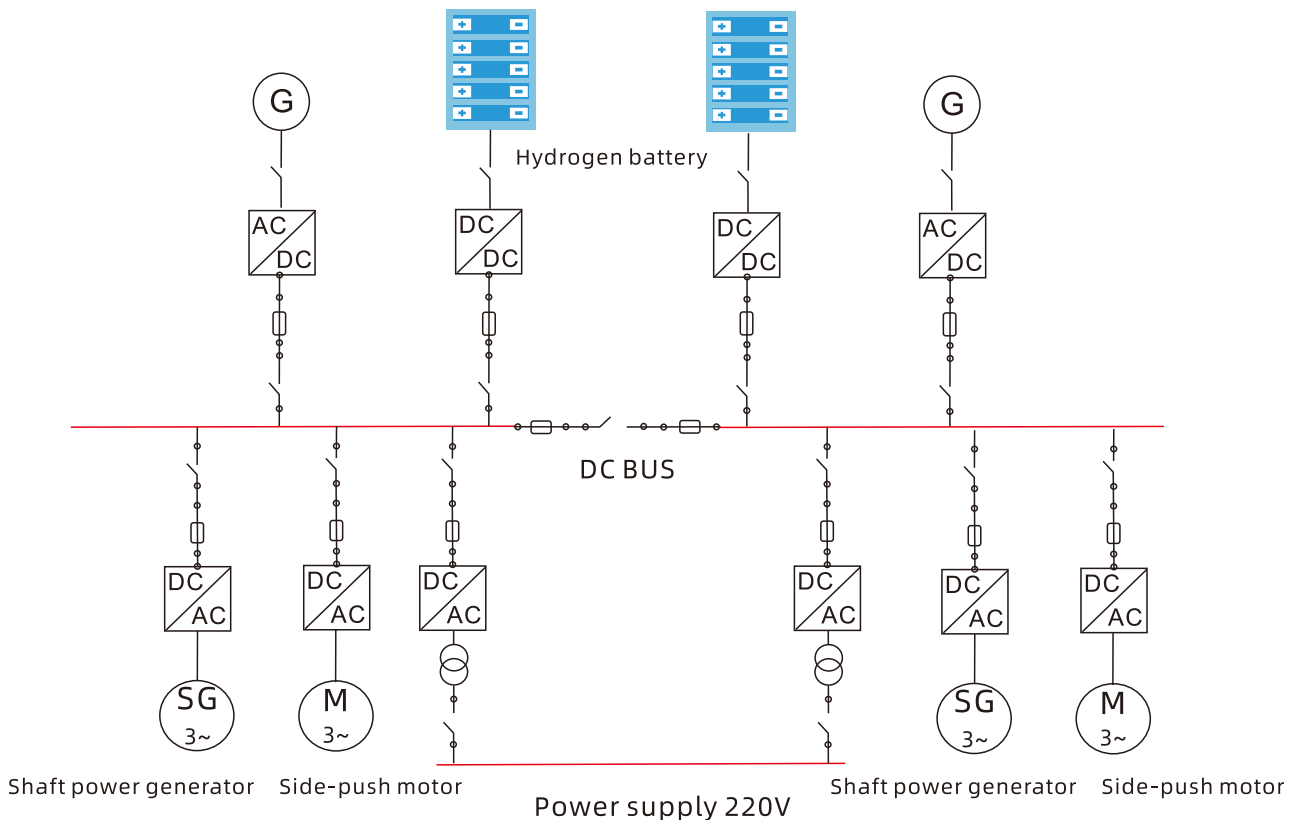 G
G
Hydrogen battery
AC
DC
DC
DC
DC
DC
AC
DC
DC BUS
DC
AC
DC
AC
DC
AC
DC
AC
DC
AC
DC
AC
SG
3~
M
3~
SG
3~
M
3~
Shaft power generator
Side-push motor
Power supply 220V
Shaft power generator
Side-push motor